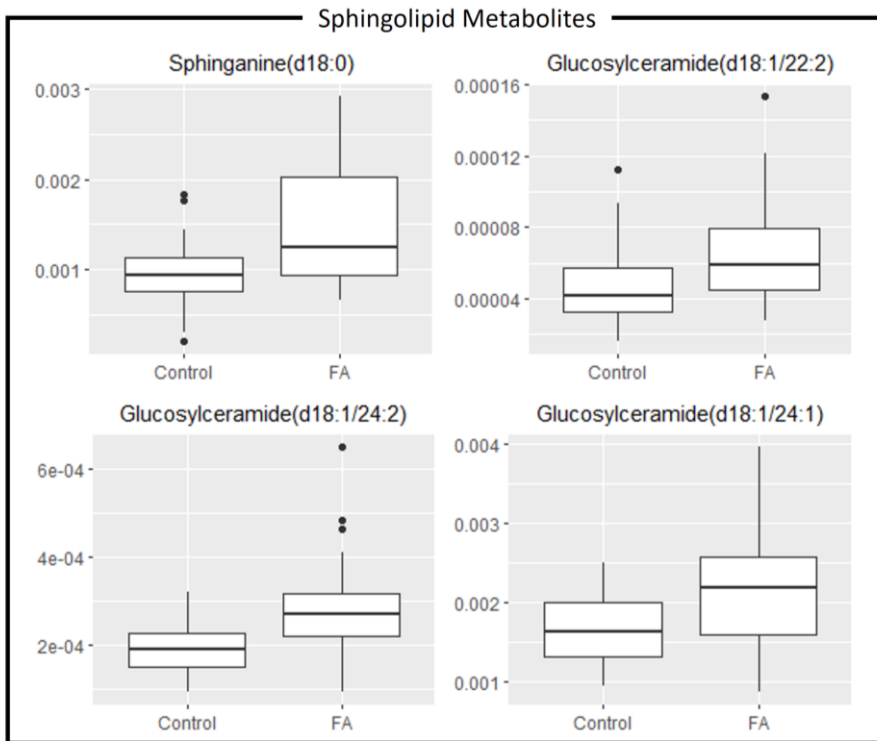 Sphingolipid Metabolites
Sphinganine(d18:0)
0.003
0.002
0.001
Control FA
Glucosylceramide(d18:1/22:2)
0.00016
0.00012
0.00008
0.00004
Control FA
Glucosylceramide(d18:1/24:2)
6e-04
4e-04
2e-04
Control FA
Glucosylceramide(d18:1/24:1)
0.004
0.003
0.002
0.001
Control FA